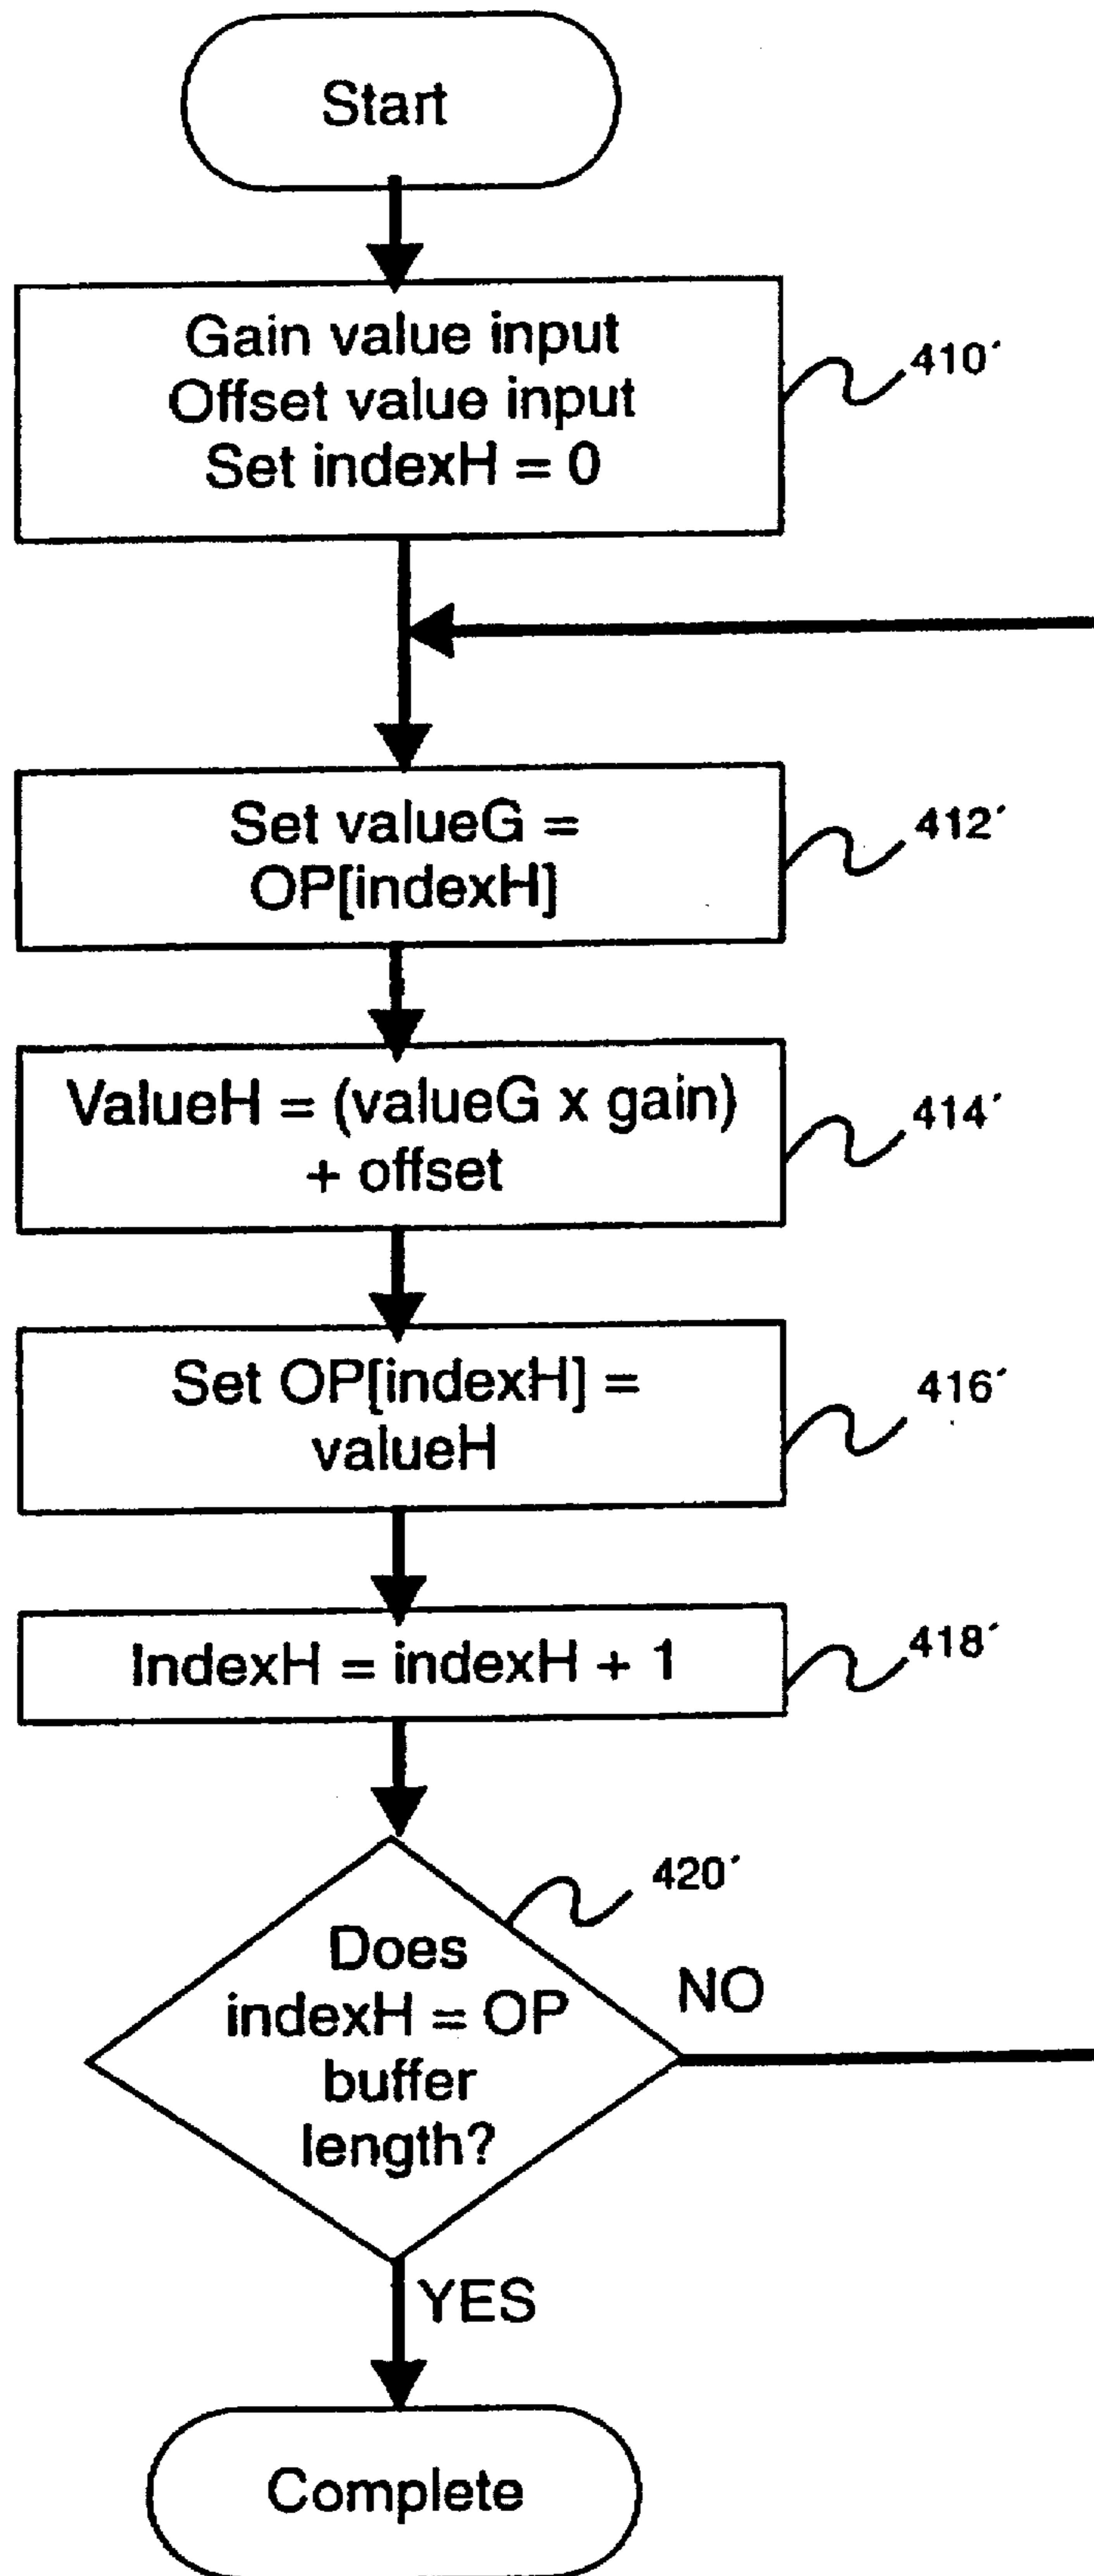 Start
Gain value input
Offset value input
Set indexH = 0
410´
Set valueG =
OP[indexH]
412´
ValueH = (valueG x gain)
+ offset
414´
Set OP[indexH] =
valueH
416´
IndexH = indexH + 1
418´
420´
Does
indexH = OP
buffer
length?
NO
YES
Complete